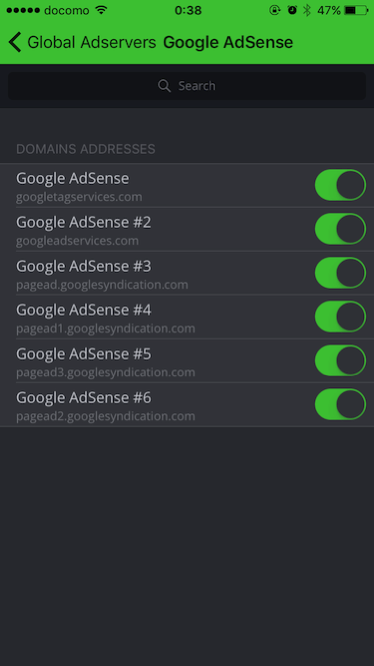 docomo 0:38 47%
Global Adservers Google AdSense
Search
DOMAINS ADDRESSES
Google AdSense
googletagservices.com
Google AdSense #2
googleadservices.com
Google AdSense #3
pagead.googlesyndication.com
Google AdSense #4
pagead1.googlesyndication.com
Google AdSense #5
pagead3.googlesyndication.com
Google AdSense #6
pagead2.googlesyndication.com